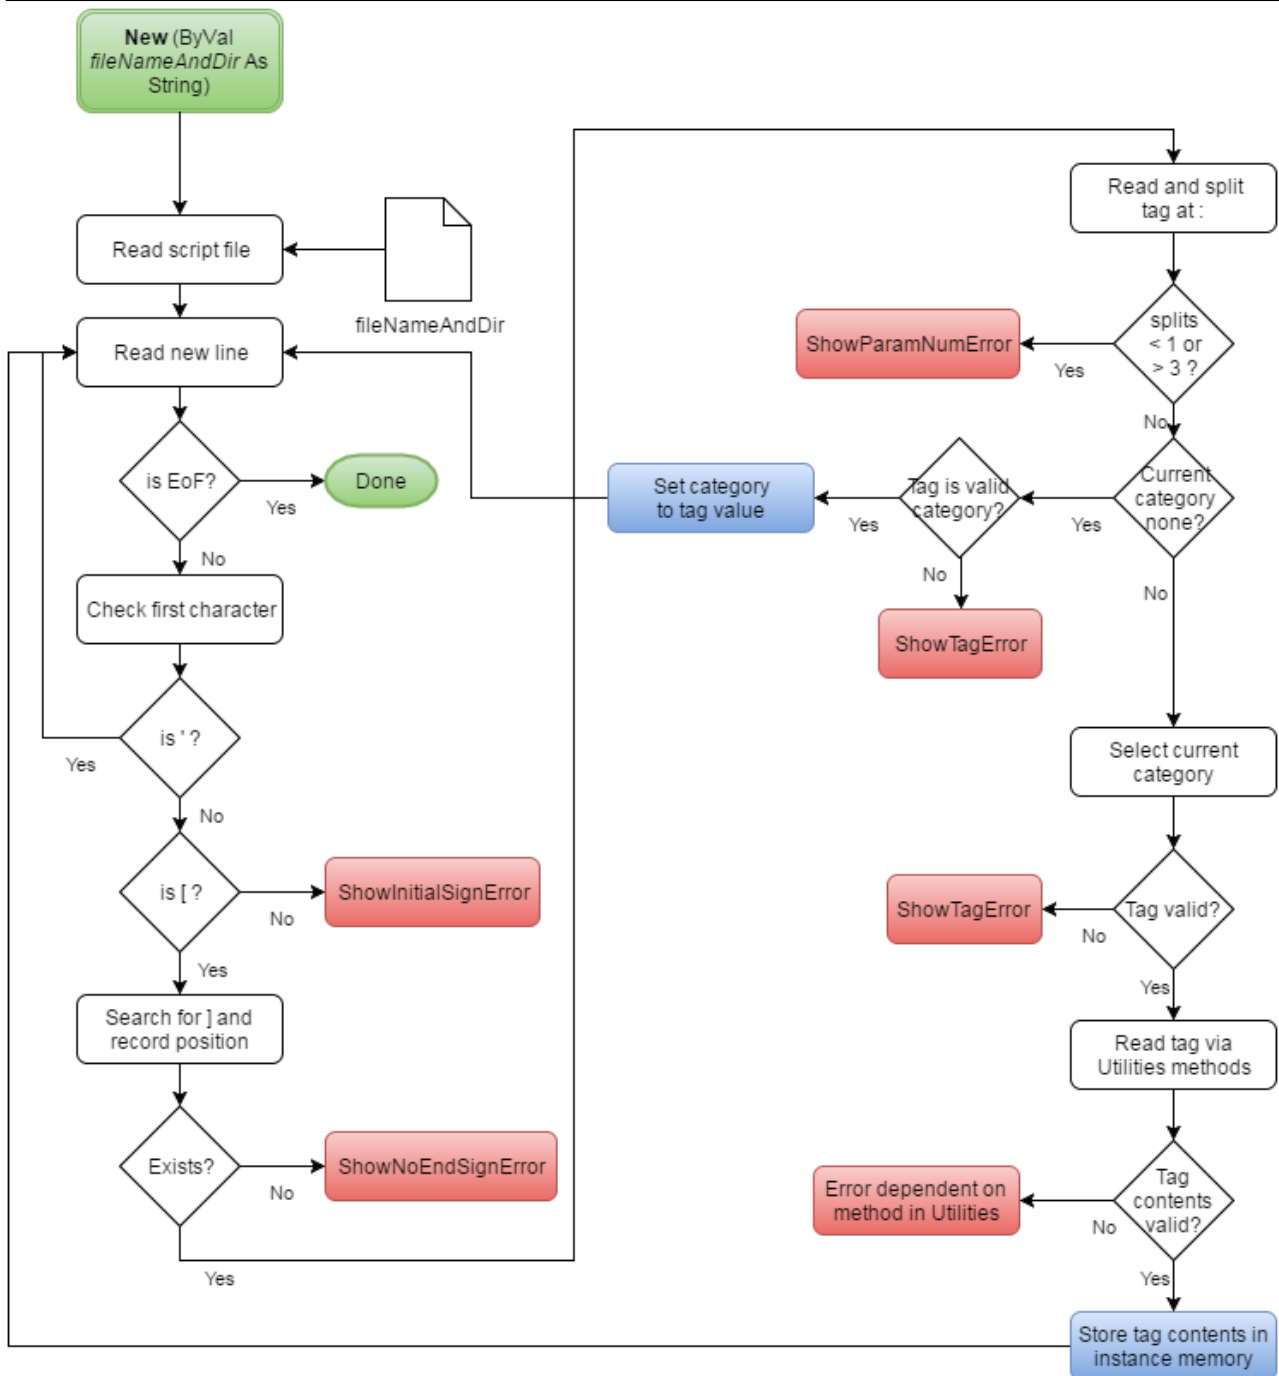 New (ByVal
fileNameAndDir As
String)
Read script file
fileNameAndDir
Read new line
is EoF?
Yes
Done
No
Check first character
is ' ?
Yes
No
is [ ?
No
ShowInitialSignError
Yes
Search for ] and
record position
Exists?
No
ShowNoEndSignError
Yes
Read and split
tag at :
splits
< 1 or
> 3 ?
Yes
ShowParamNumError
No
Current
category
none?
Yes
Tag is valid
category?
Yes
Set category
to tag value
No
ShowTagError
No
Select current
category
Tag valid?
No
ShowTagError
Yes
Read tag via
Utilities methods
Tag
contents
valid?
No
Error dependent on
method in Utilities
Yes
Store tag contents in
instance memory